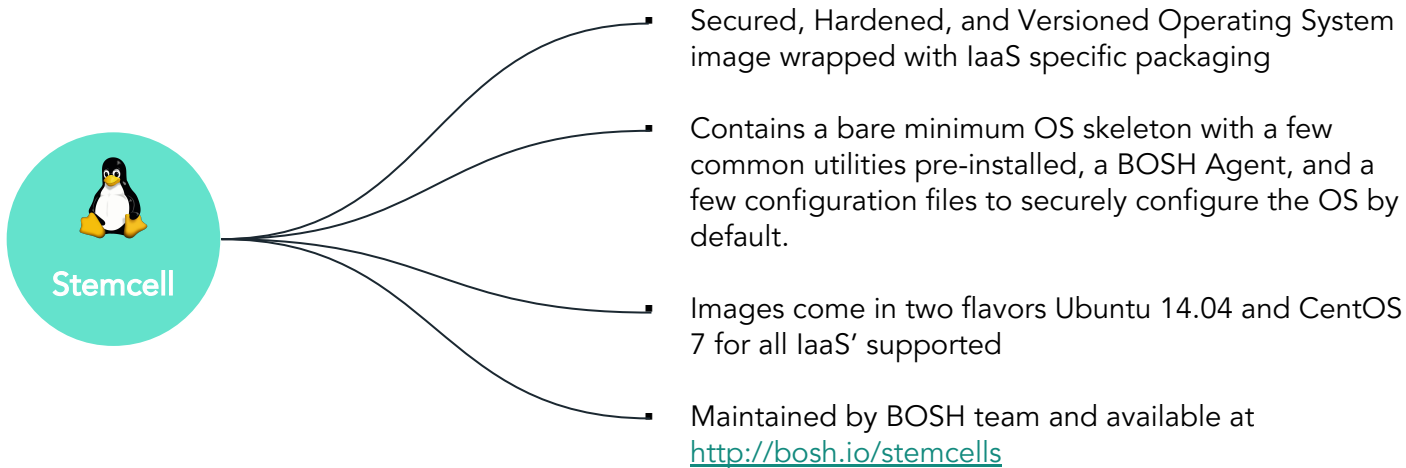 Secured, Hardened, and Versioned Operating System
image wrapped with IaaS specific packaging
Contains a bare minimum OS skeleton with a few
common utilities pre-installed, a BOSH Agent, and a
few configuration files to securely configure the OS by
default.
Stemcell
Images come in two flavors Ubuntu 14.04 and CentOS
7 for all IaaS’ supported
Maintained by BOSH team and available at
http://bosh.io/stemcells